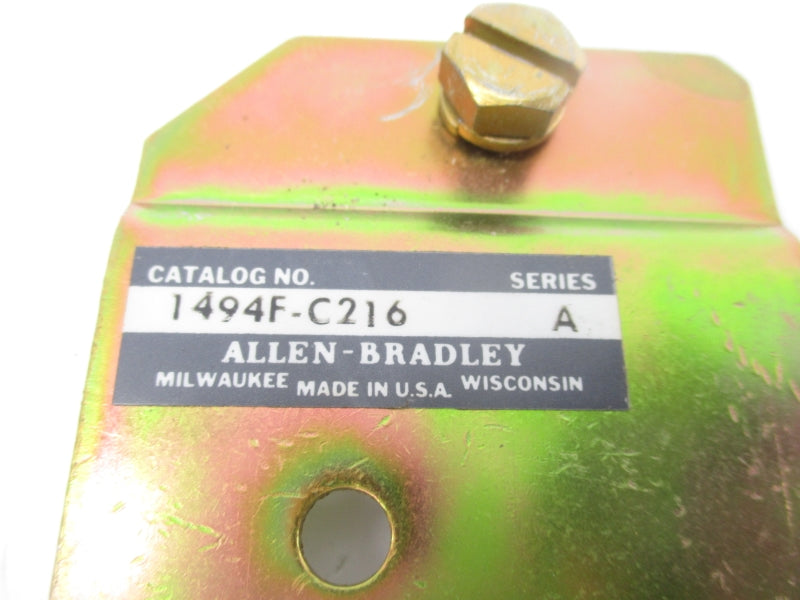 CATALOG NO. SERIES
1494F-C216 A
ALLEN-BRADLEY
MILWAUKEE MADE IN U.S.A. WISCONSIN